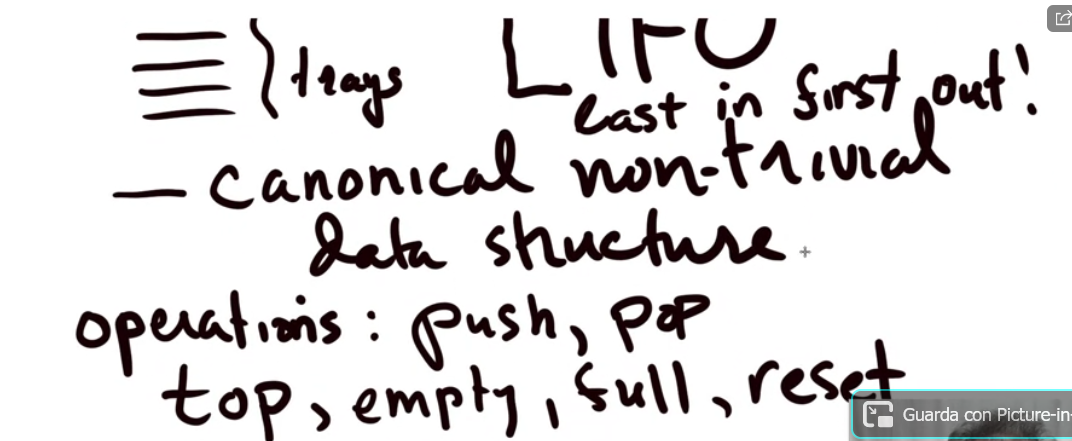 trays LIFO
last in first out!
— canonical non-trivial
data structure
operations: push, pop
top, empty, full, reset
Guarda con Picture-in-